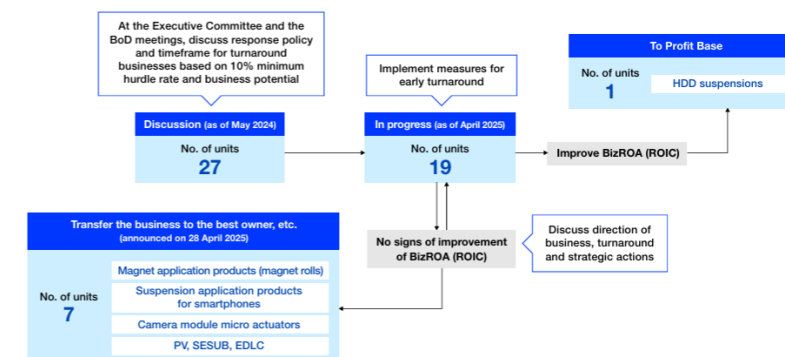 At the Executive Committee and the
BoD meetings, discuss response policy
and timeframe for turnaround
businesses based on 10% minimum
hurdle rate and business potential
Implement measures for
early turnaround
To Profit Base
No. of units
1
HDD suspensions
Discussion (as of May 2024)
No. of units
27
In progress (as of April 2025)
No. of units
19
Improve BizROA (ROIC)
Transfer the business to the best owner, etc.
(announced on 28 April 2025)
No. of units
7
Magnet application products (magnet rolls)
Suspension application products
for smartphones
Camera module micro actuators
PV, SESUB, EDLC
No signs of improvement
of BizROA (ROIC)
Discuss direction of
business, turnaround
and strategic actions